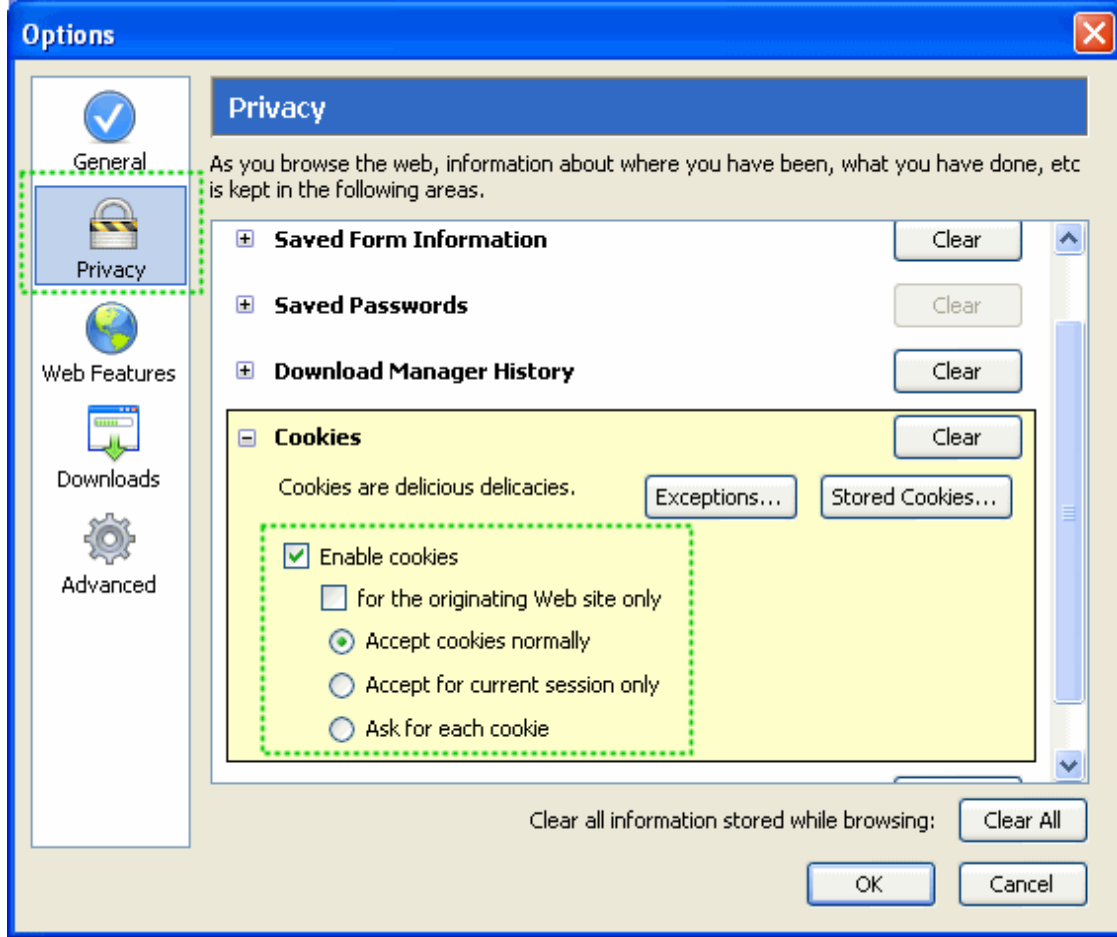 Options
General
Privacy
Web Features
Downloads
Advanced
Privacy
As you browse the web, information about where you have been, what you have done, etc
is kept in the following areas.
Saved Form Information Clear
Saved Passwords Clear
Download Manager History Clear
Cookies Clear
Cookies are delicious delicacies. Exceptions... Stored Cookies...
Enable cookies
for the originating Web site only
Accept cookies normally
Accept for current session only
Ask for each cookie
Clear all information stored while browsing: Clear All
OK Cancel